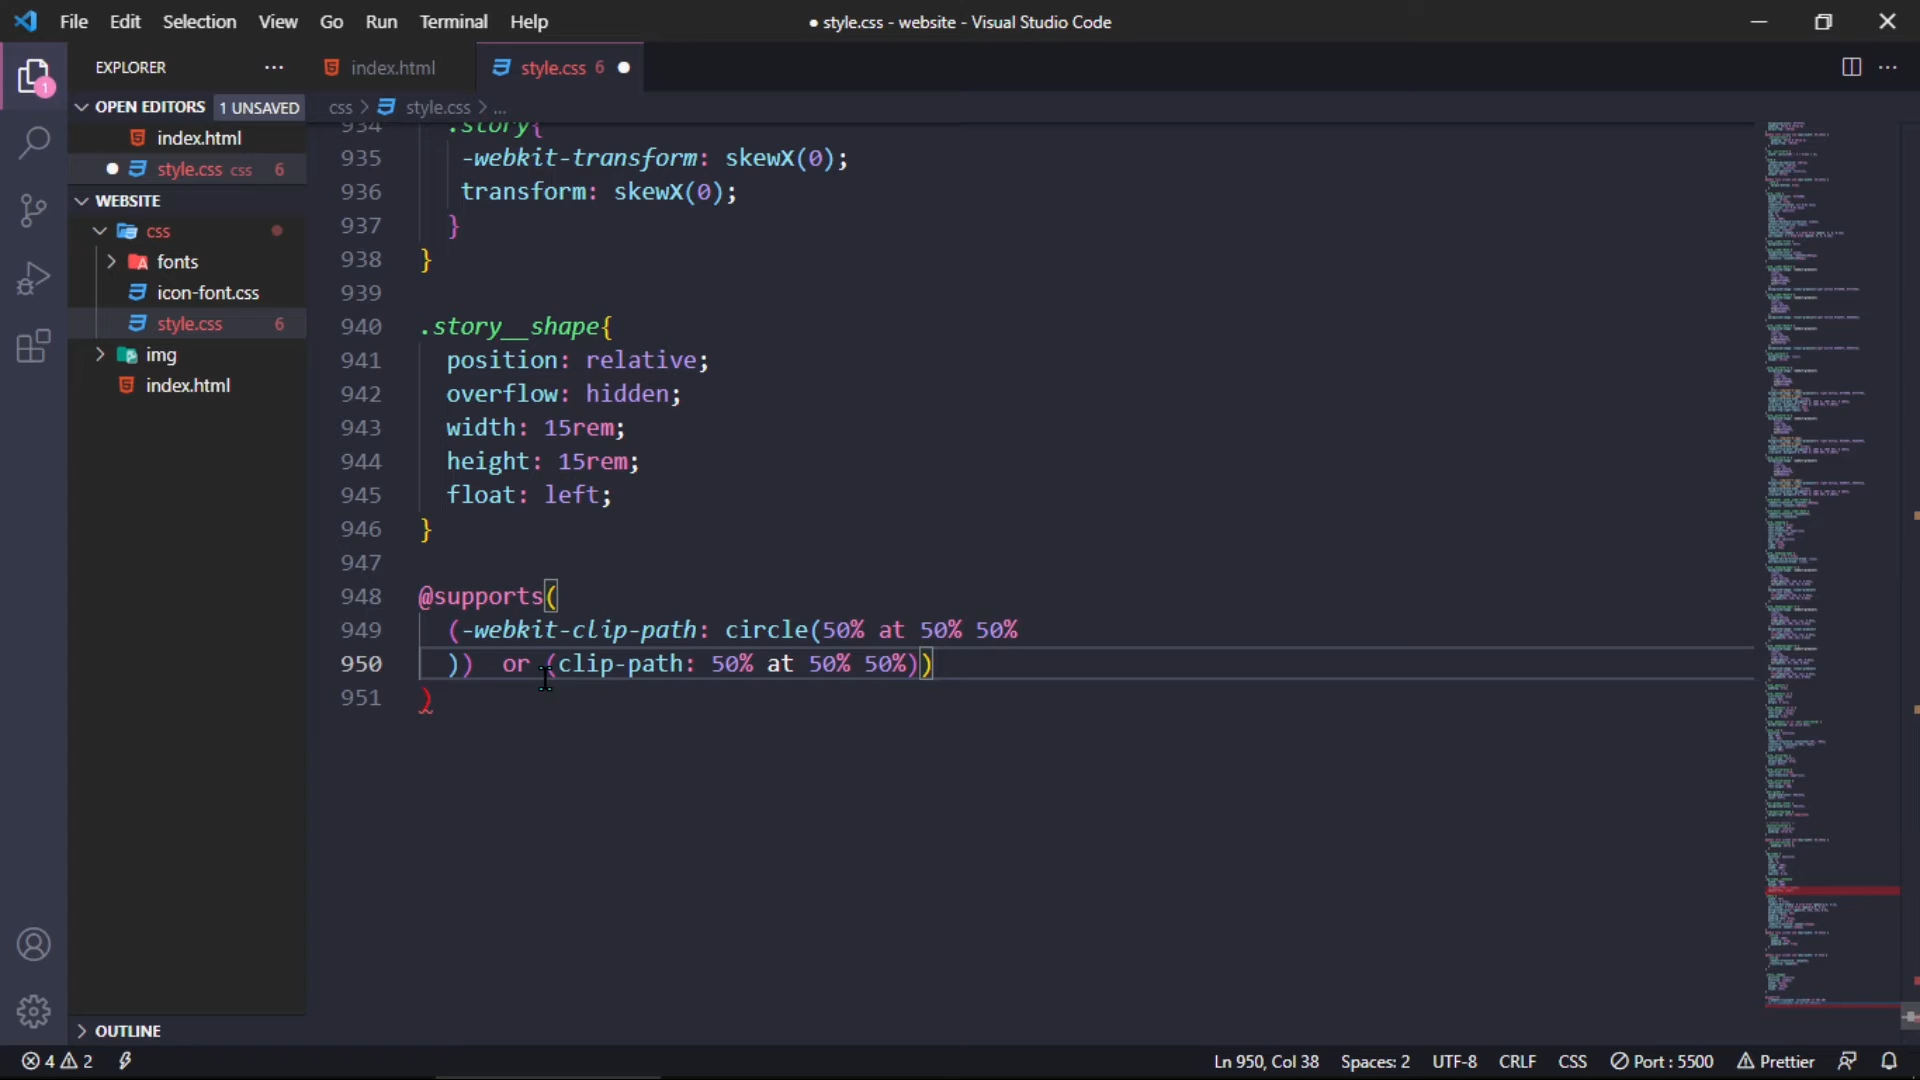 File Edit Selection View Go Run Terminal Help
● style.css - website - Visual Studio Code
EXPLORER
index.html
style.css 6
OPEN EDITORS 1 UNSAVED
css > style.css > ...
index.html
style.css css 6
WEBSITE
css
fonts
icon-font.css
style.css 6
img
index.html
OUTLINE
934 .story{
935 -webkit-transform: skewX(0);
936 transform: skewX(0);
937 }
938 }
939
940 .story__shape{
941 position: relative;
942 overflow: hidden;
943 width: 15rem;
944 height: 15rem;
945 float: left;
946 }
947
948 @supports(
949 (-webkit-clip-path: circle(50% at 50% 50%
950 )) or (clip-path: 50% at 50% 50%))
951 )
1
4 2
Ln 950, Col 38 Spaces: 2 UTF-8 CRLF CSS Port : 5500 Prettier